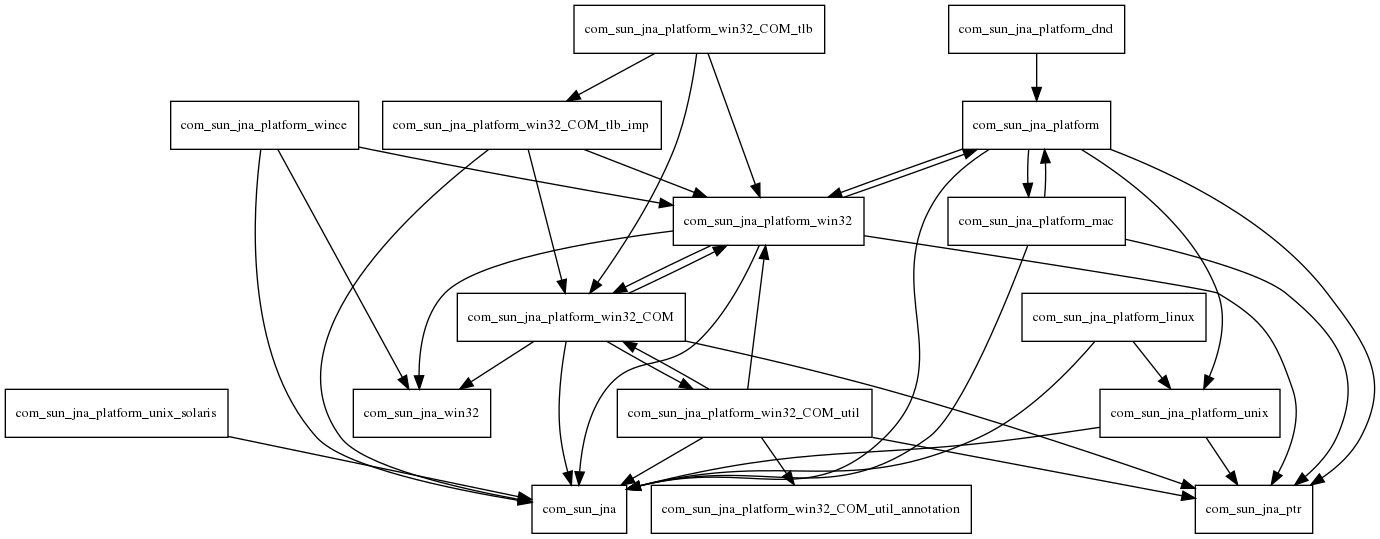 com_sun_jna_platform_win32_COM_tlb
com_sun_jna_platform_dnd
com_sun_jna_platform_wince
com_sun_jna_platform_win32_COM_tlb_imp
com_sun_jna_platform
com_sun_jna_platform_win32
com_sun_jna_platform_mac
com_sun_jna_platform_win32_COM
com_sun_jna_platform_linux
com_sun_jna_platform_unix_solaris
com_sun_jna_win32
com_sun_jna_platform_win32_COM_util
com_sun_jna_platform_unix
com_sun_jna
com_sun_jna_platform_win32_COM_util_annotation
com_sun_jna_ptr